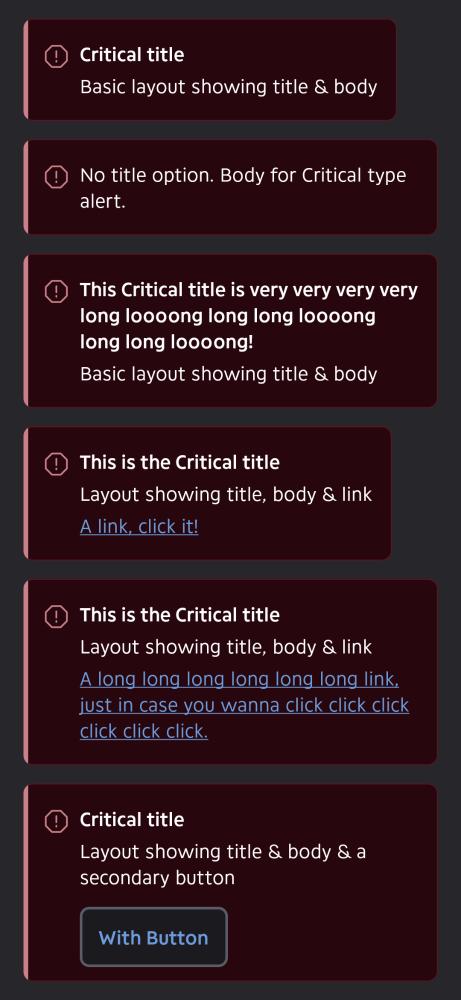 Critical title
Basic layout showing title & body
No title option. Body for Critical type
alert.
This Critical title is very very very very
long loooong long long loooong
long long loooong!
Basic layout showing title & body
This is the Critical title
Layout showing title, body & link
A link, click it!
This is the Critical title
Layout showing title, body & link
A long long long long long long link,
just in case you wanna click click click
click click click.
Critical title
Layout showing title & body & a
secondary button
With Button